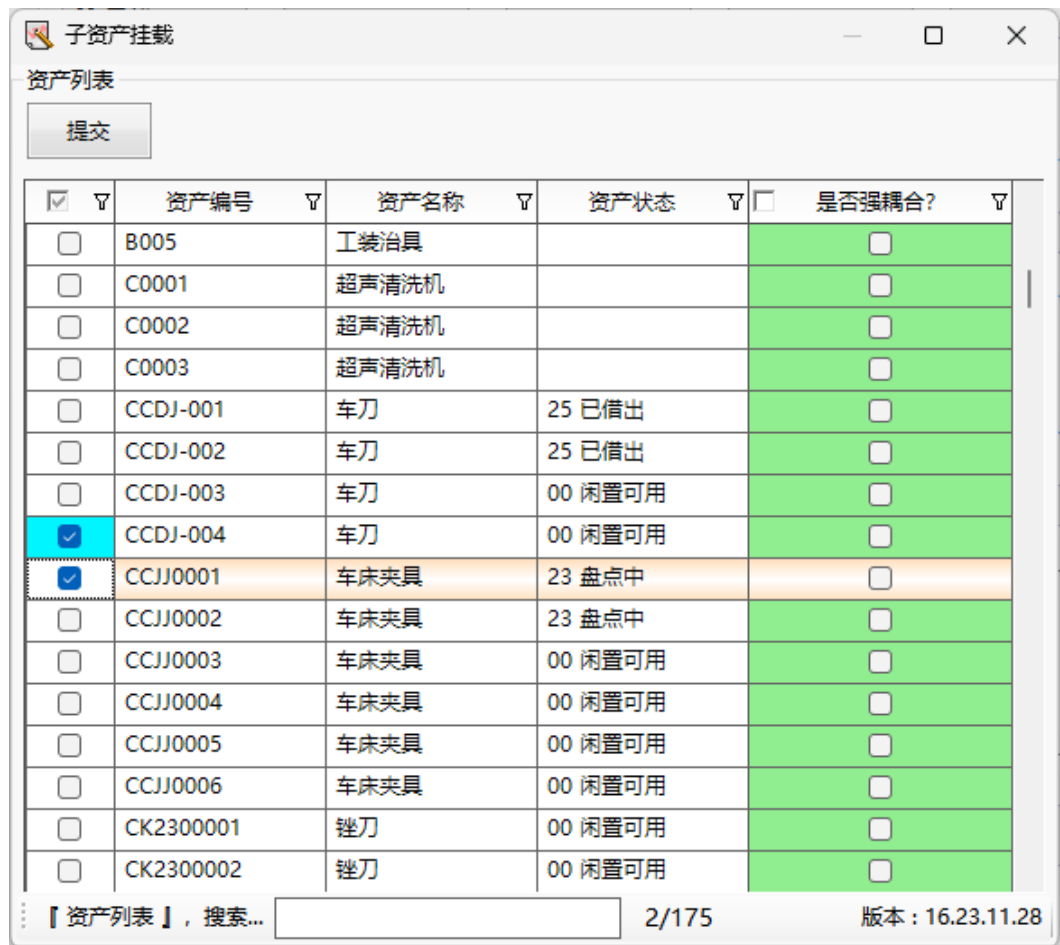 子资产挂载
资产列表
提交
资产编号 资产名称 资产状态 是否强耦合?
B005 工装治具
C0001 超声清洗机
C0002 超声清洗机
C0003 超声清洗机
CCDJ-001 车刀 25 已借出
CCDJ-002 车刀 25 已借出
CCDJ-003 车刀 00 闲置可用
CCDJ-004 车刀 00 闲置可用
CCJJ0001 车床夹具 23 盘点中
CCJJ0002 车床夹具 23 盘点中
CCJJ0003 车床夹具 00 闲置可用
CCJJ0004 车床夹具 00 闲置可用
CCJJ0005 车床夹具 00 闲置可用
CCJJ0006 车床夹具 00 闲置可用
CK2300001 锉刀 00 闲置可用
CK2300002 锉刀 00 闲置可用
『 资产列表 』, 搜索... 2/175 版本：16.23.11.28